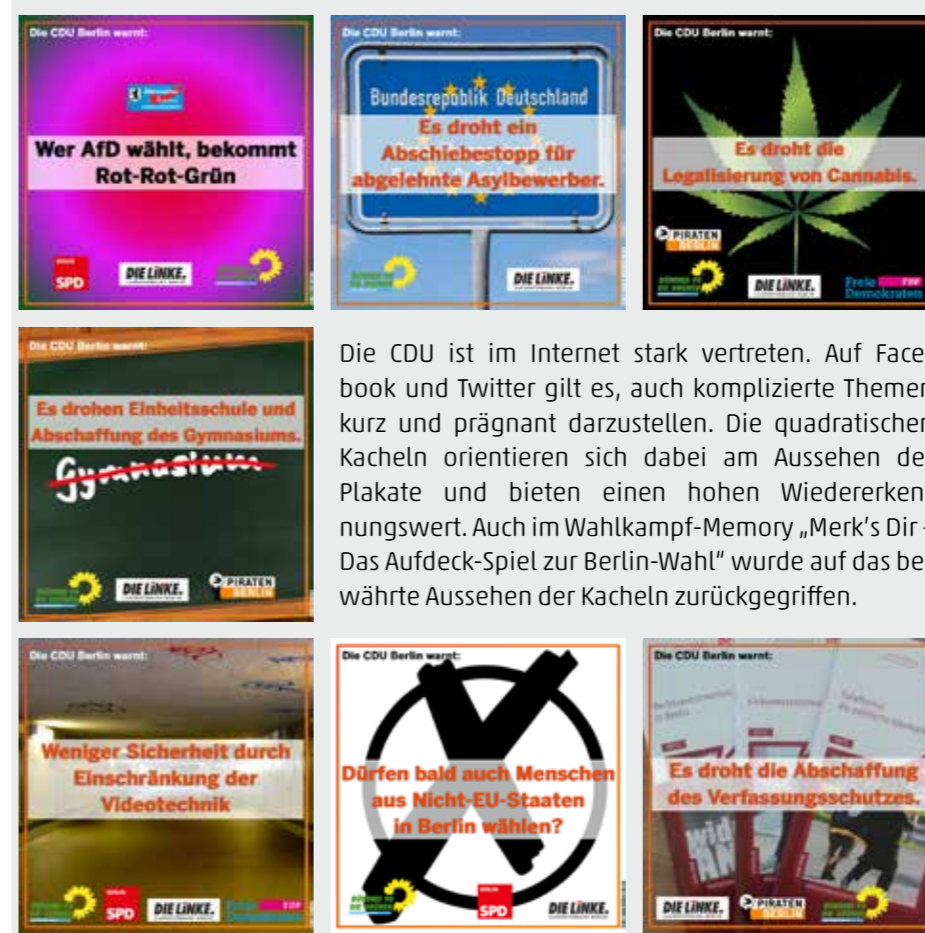 Die CDU Berlin warnt:
Wer AfD wählt, bekommt
Rot-Rot-Grün
SPD
DIE LINKE.
Die CDU Berlin warnt:
Bundesrepublik Deutschland
Es droht ein
Abschiebestopp für
abgelehnte Asylbewerber.
DIE LINKE.
Die CDU Berlin warnt:
Es droht die
Legalisierung von Cannabis.
PIRATEN
BERLIN
DIE LINKE.
Freie FDP
Demokraten
Die CDU Berlin warnt:
Es drohen Einheitsschule und
Abschaffung des Gymnasiums.
Gymnasium
DIE LINKE.
PIRATEN
BERLIN
Die CDU ist im Internet stark vertreten. Auf Face
book und Twitter gilt es, auch komplizierte Themen
kurz und prägnant darzustellen. Die quadratischen
Kacheln orientieren sich dabei am Aussehen de
Plakate und bieten einen hohen Wiedererken
nungswert. Auch im Wahlkampf-Memory „Merk's Dir -
Das Aufdeck-Spiel zur Berlin-Wahl“ wurde auf das be
währte Aussehen der Kacheln zurückgegriffen.
Die CDU Berlin warnt:
Weniger Sicherheit durch
Einschränkung der
Videotechnik
SPD
DIE LINKE.
Die CDU Berlin warnt:
Dürfen bald auch Menschen
aus Nicht-EU-Staaten
in Berlin wählen?
SPD
DIE LINKE.
Die CDU Berlin warnt:
Es droht die Abschaffung
des Verfassungsschutzes.
DIE LINKE.
PIRATEN
BERLIN